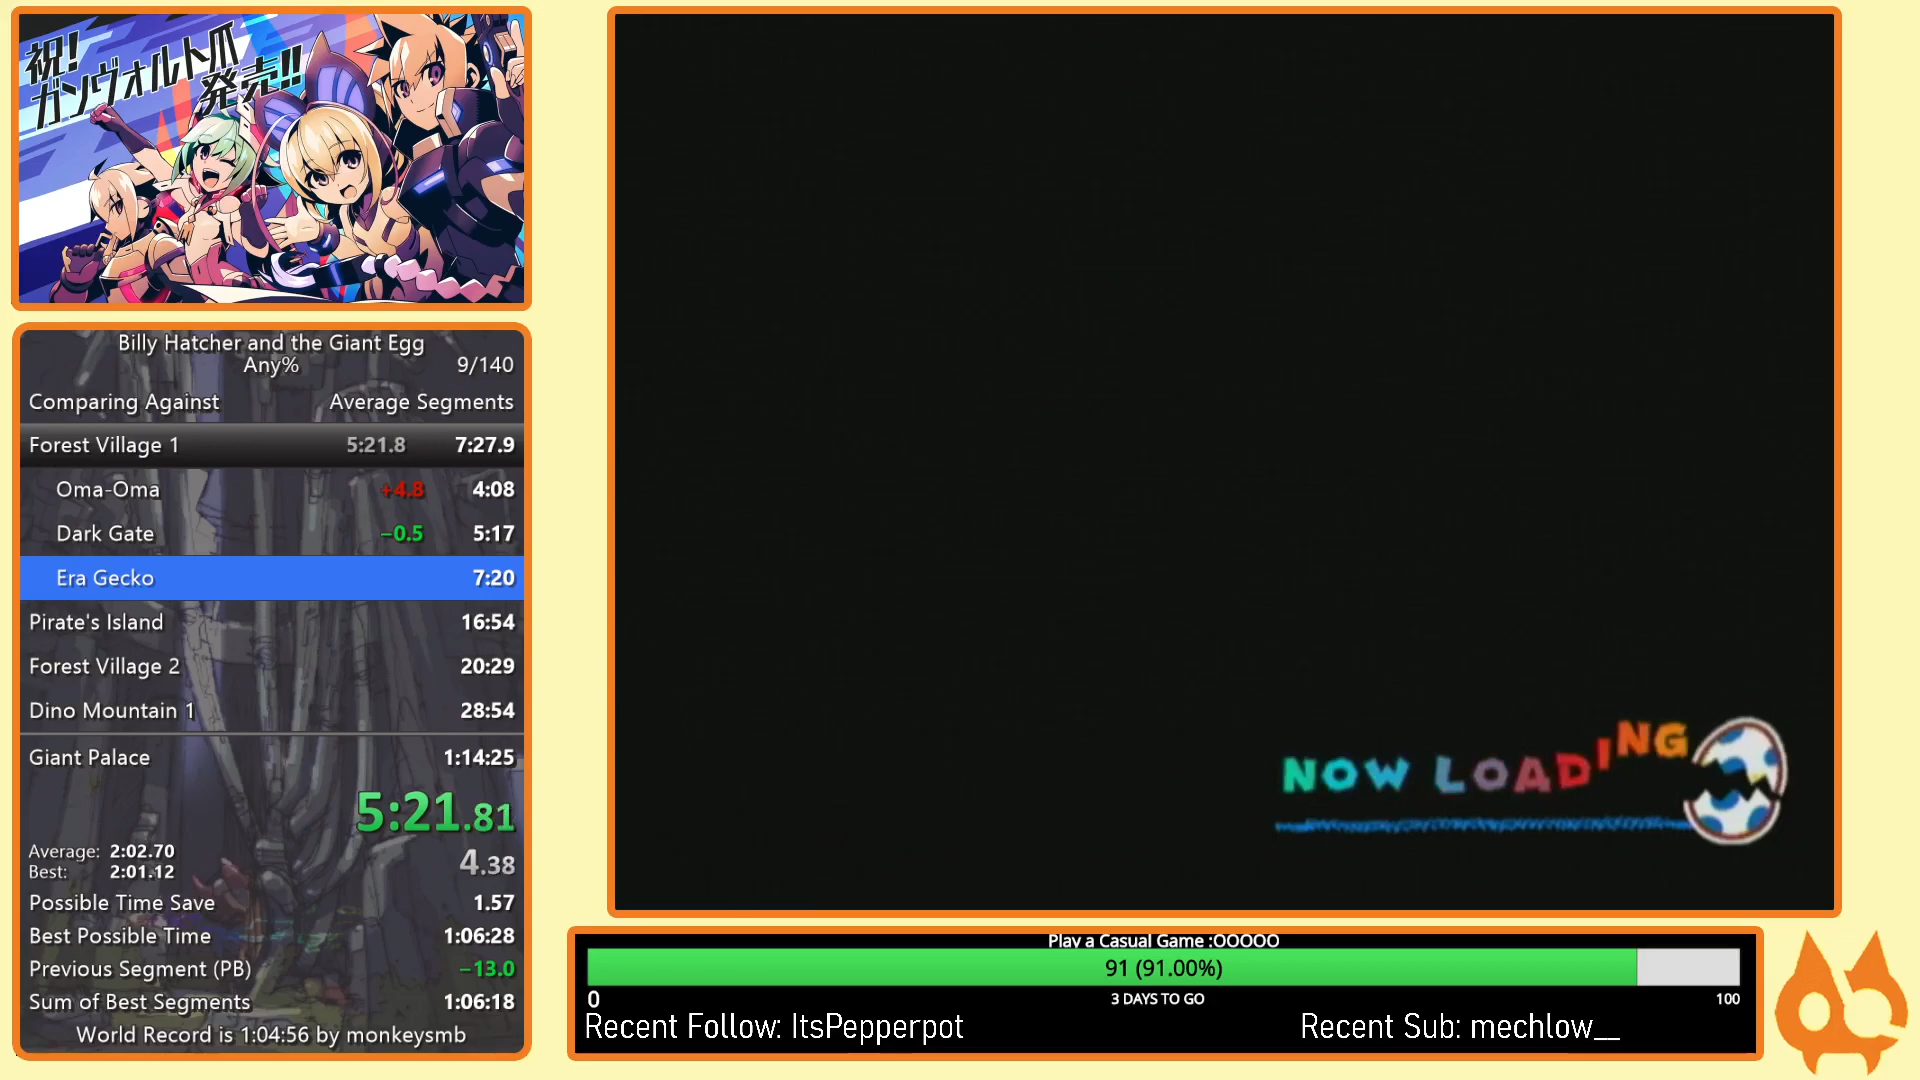 祝!
ガンヴォルト爪
発売!!
Billy Hatcher and the Giant Egg
Any% 9/140
Comparing Against Average Segments
Forest Village 1 5:21.8 7:27.9
Oma-Oma +4.8 4:08
Dark Gate −0.5 5:17
Era Gecko 7:20
Pirate's Island 16:54
Forest Village 2 20:29
Dino Mountain 1 28:54
Giant Palace 1:14:25
5:21.81
Average: 2:02.70
Best: 2:01.12
4.38
Possible Time Save 1.57
Best Possible Time 1:06:28
Previous Segment (PB) −13.0
Sum of Best Segments 1:06:18
World Record is 1:04:56 by monkeysmb
NOW LOADING
Play a Casual Game :OOOOO
91 (91.00%)
0 3 DAYS TO GO 100
Recent Follow: ItsPepperpot Recent Sub: mechlow__